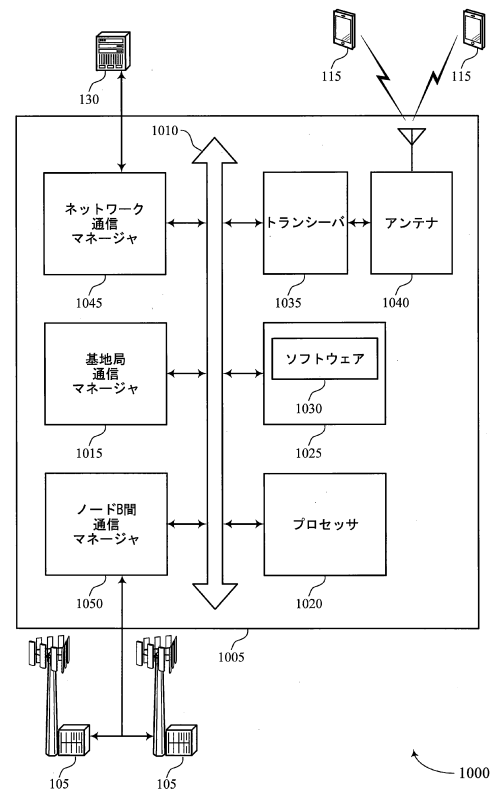 115
115
130
1010
ネットワーク
通信
マネージャ
1045
トランシーバ
1035
アンテナ
1040
基地局
通信
マネージャ
1015
ソフトウェア
1030
1025
ノードB間
通信
マネージャ
1050
プロセッサ
1020
1005
105
105
1000